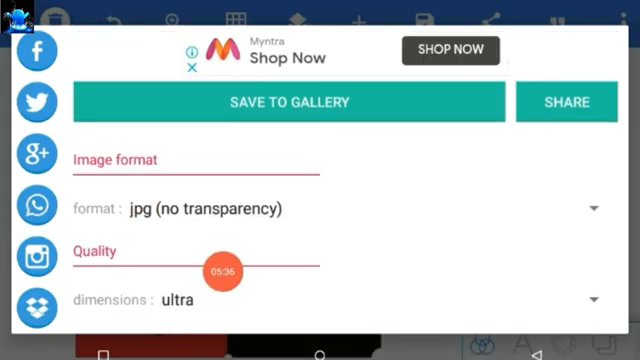 Myntra
Shop Now
SHOP NOW
SAVE TO GALLERY
SHARE
Image format
format : jpg (no transparency)
Quality
05:36
dimensions : ultra